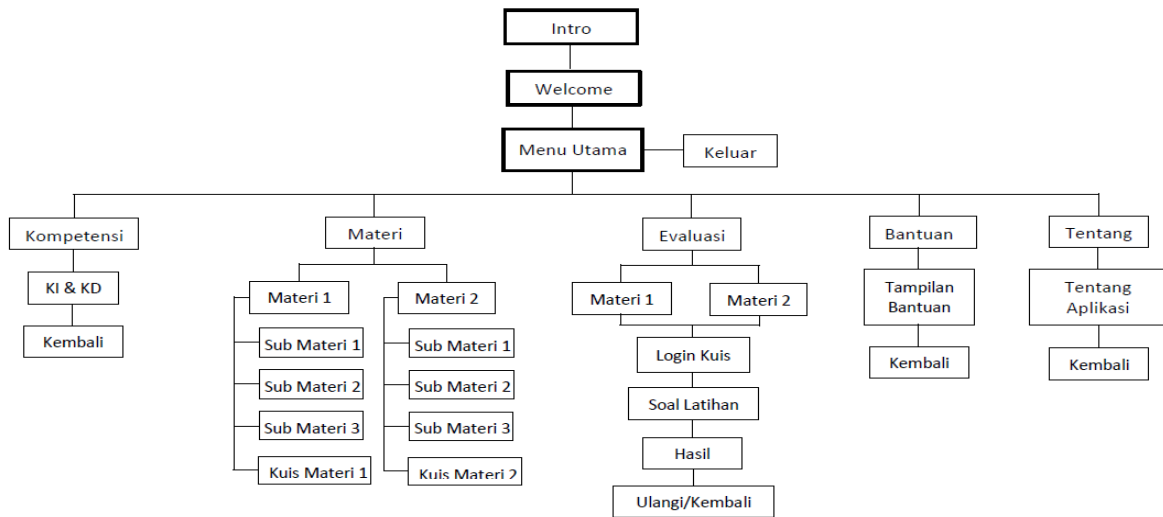 Intro
Welcome
Menu Utama
Keluar
Kompetensi
Materi
Evaluasi
Bantuan
Tentang
KI & KD
Kembali
Materi 1
Materi 2
Sub Materi 1
Sub Materi 2
Sub Materi 3
Kuis Materi 1
Sub Materi 1
Sub Materi 2
Sub Materi 3
Kuis Materi 2
Materi 1
Materi 2
Login Kuis
Soal Latihan
Hasil
Ulangi/Kembali
Tampilan
Bantuan
Kembali
Tentang
Aplikasi
Kembali